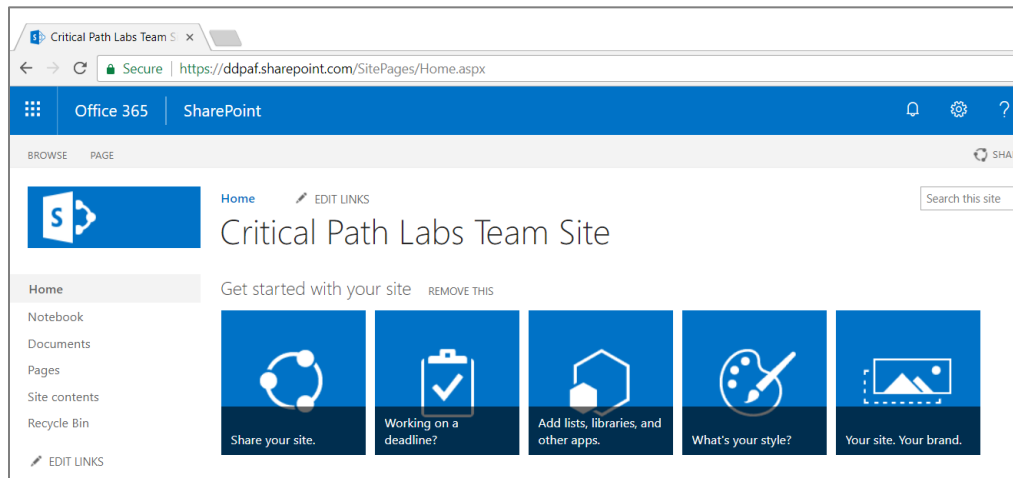 Critical Path Labs Team S
Secure | https://ddpaf.sharepoint.com/SitePages/Home.aspx
Office 365 SharePoint ?
BROWSE PAGE
S
Home EDIT LINKS
Search this site
Critical Path Labs Team Site
Get started with your site REMOVE THIS
Home
Notebook
Documents
Pages
Site contents
Recycle Bin
EDIT LINKS
Share your site.
Working on a
deadline?
Add lists, libraries, and
other apps.
What's your style?
Your site. Your brand.